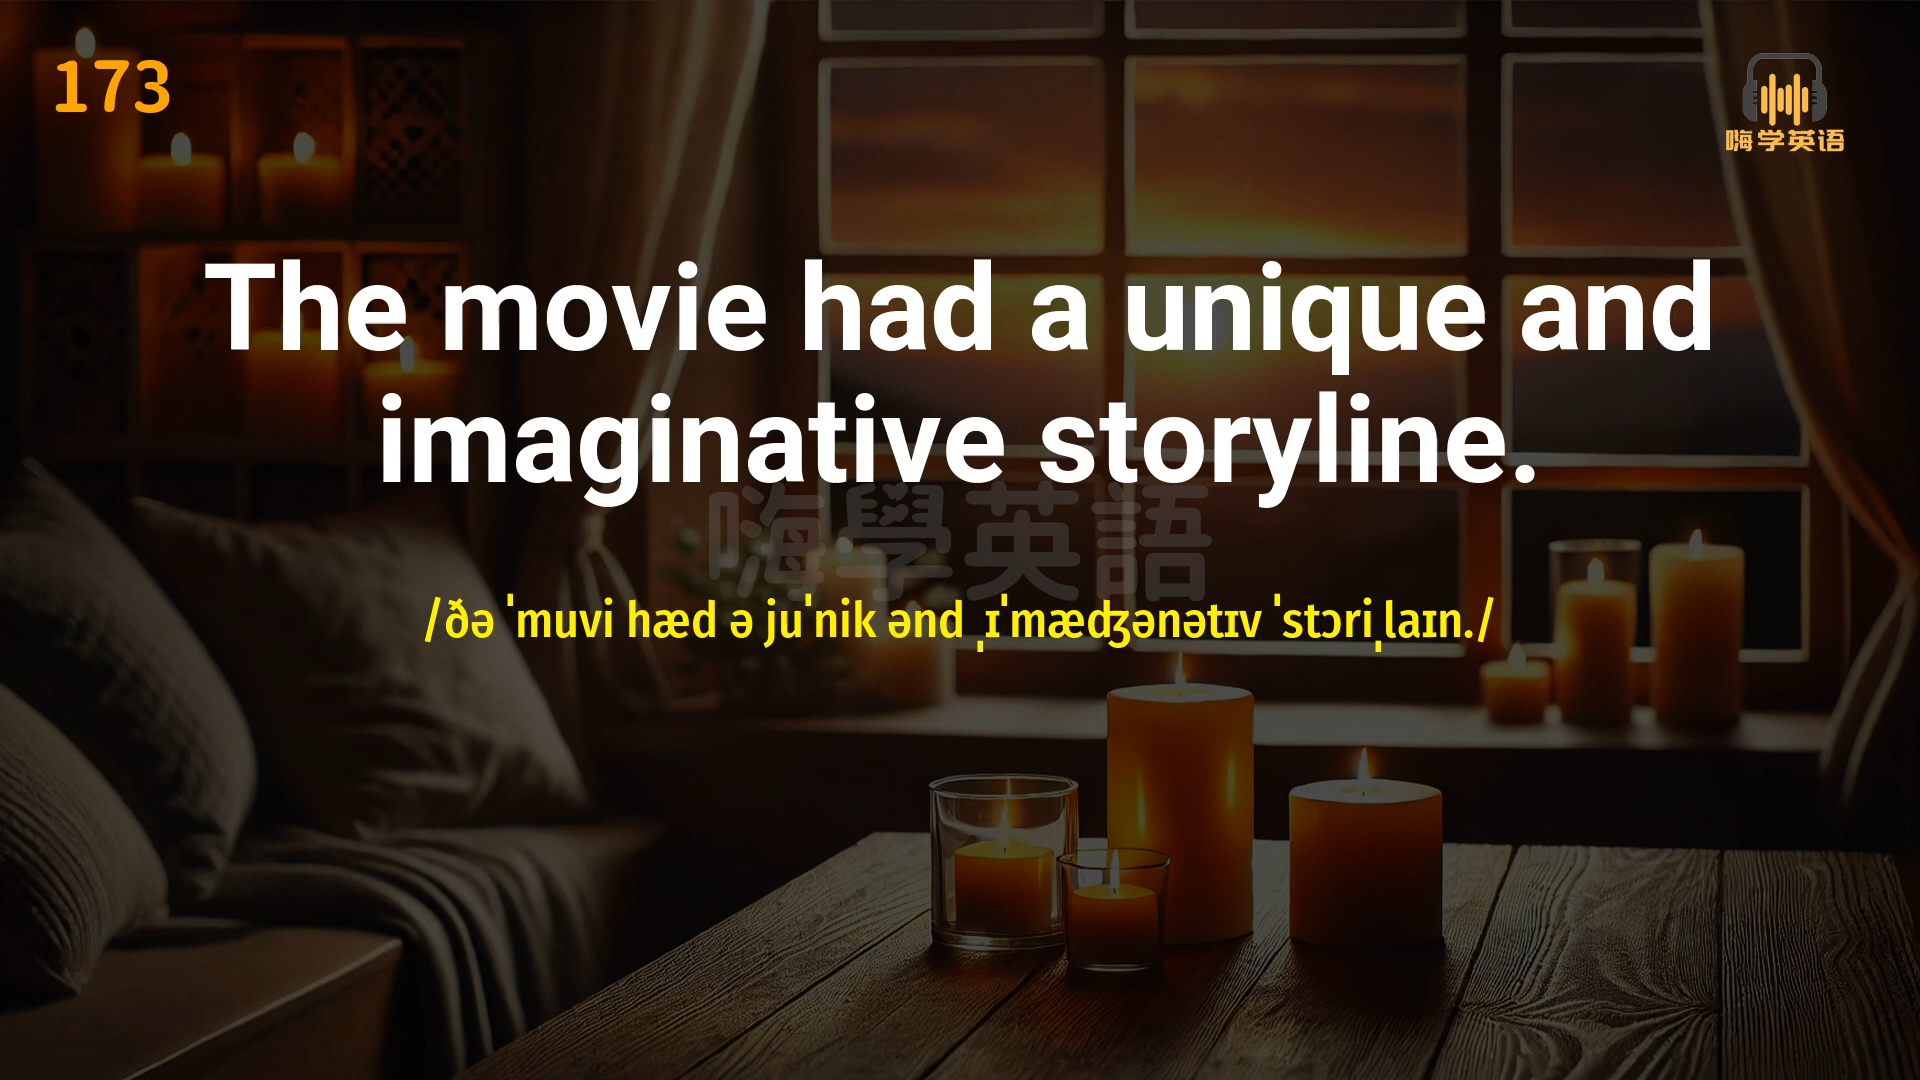 173
嗨学英语
The movie had a unique and
imaginative storyline.
嗨學英語
/ðə ˈmuvi hæd ə juˈnik ənd ˌɪˈmæʤənətɪv ˈstɔriˌlaɪn./